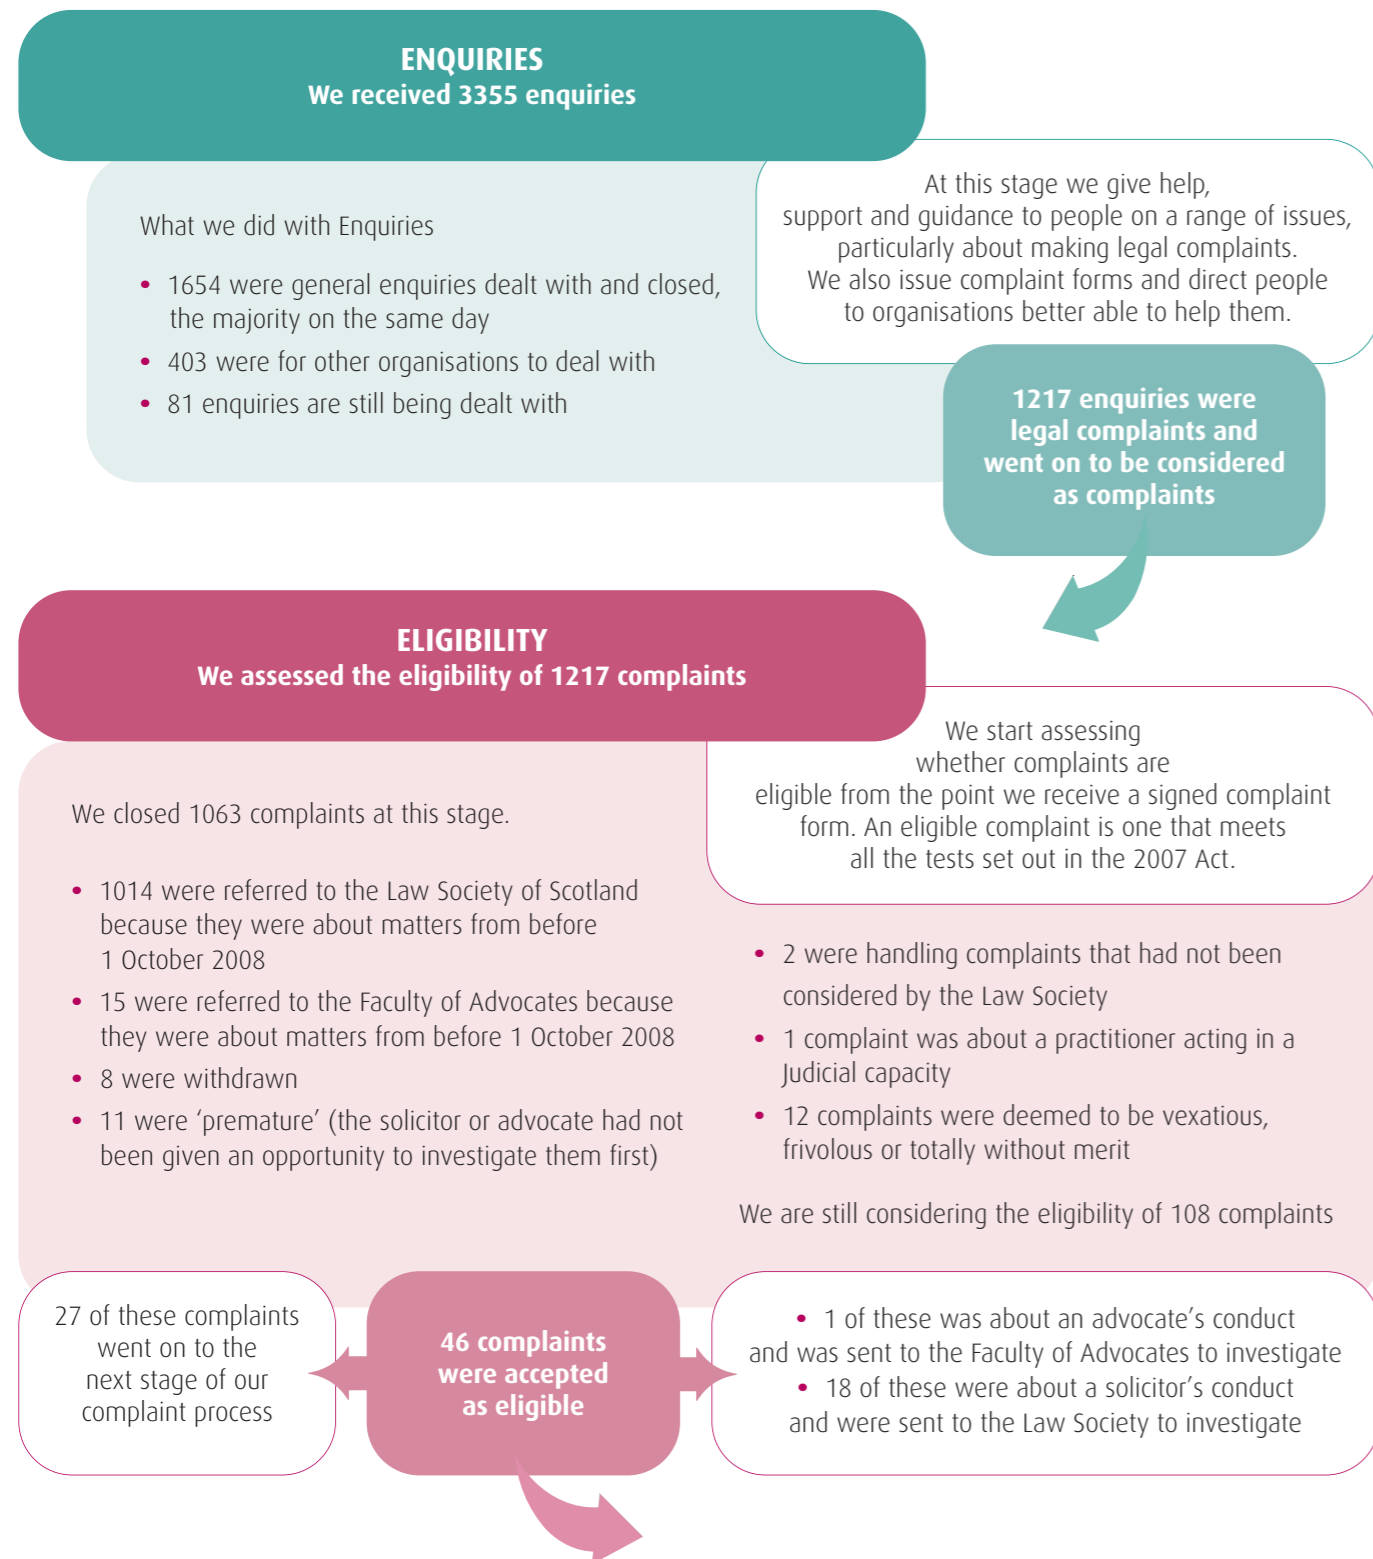 ENQUIRIES
We received 3355 enquiries
What we did with Enquiries
• 1654 were general enquiries dealt with and closed,
the majority on the same day
• 403 were for other organisations to deal with
• 81 enquiries are still being dealt with
At this stage we give help,
support and guidance to people on a range of issues,
particularly about making legal complaints.
We also issue complaint forms and direct people
to organisations better able to help them.
1217 enquiries were
legal complaints and
went on to be considered
as complaints
ELIGIBILITY
We assessed the eligibility of 1217 complaints
We start assessing
whether complaints are
eligible from the point we receive a signed complaint
form. An eligible complaint is one that meets
all the tests set out in the 2007 Act.
We closed 1063 complaints at this stage.
• 1014 were referred to the Law Society of Scotland
because they were about matters from before
1 October 2008
• 15 were referred to the Faculty of Advocates because
they were about matters from before 1 October 2008
• 8 were withdrawn
• 11 were ‘premature’ (the solicitor or advocate had not
been given an opportunity to investigate them first)
• 2 were handling complaints that had not been
considered by the Law Society
• 1 complaint was about a practitioner acting in a
Judicial capacity
• 12 complaints were deemed to be vexatious,
frivolous or totally without merit
We are still considering the eligibility of 108 complaints
27 of these complaints
went on to the
next stage of our
complaint process
46 complaints
were accepted
as eligible
• 1 of these was about an advocate’s conduct
and was sent to the Faculty of Advocates to investigate
• 18 of these were about a solicitor’s conduct
and were sent to the Law Society to investigate